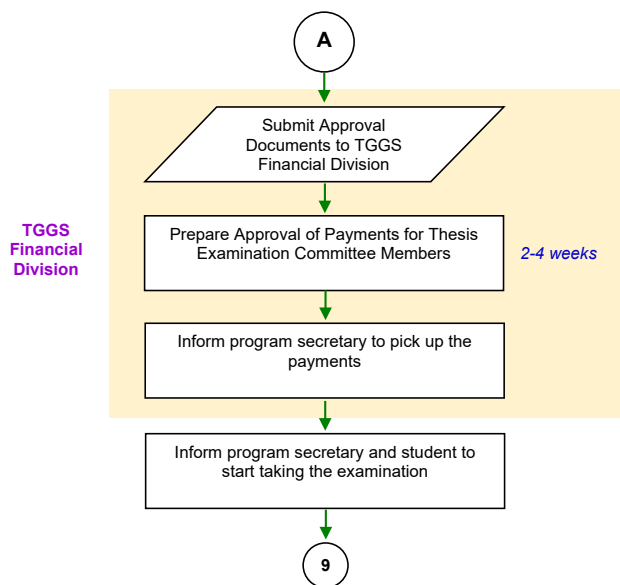 A
Submit Approval
Documents to TGGS
Financial Division
TGGS
Financial
Division
Prepare Approval of Payments for Thesis
Examination Committee Members
2-4 weeks
Inform program secretary to pick up the
payments
Inform program secretary and student to
start taking the examination
9